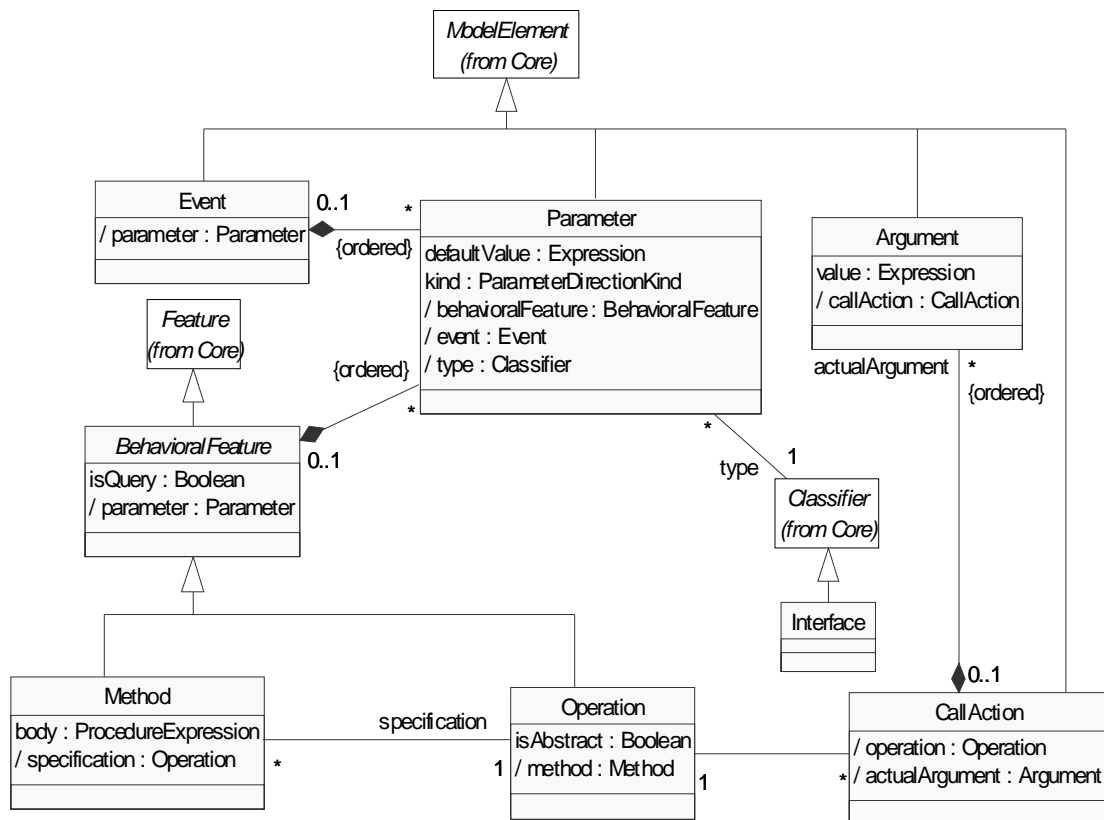 ModelElement
(from Core)
Event
/ parameter : Parameter
0..1
*
{ordered}
Parameter
defaultValue : Expression
kind : ParameterDirectionKind
/ behavioralFeature : BehavioralFeature
/ event : Event
/ type : Classifier
Argument
value : Expression
/ callAction : CallAction
Feature
(from Core)
{ordered}
*
actualArgument
*
{ordered}
BehavioralFeature
isQuery : Boolean
/ parameter : Parameter
0..1
*
type
1
Classifier
(from Core)
Interface
Method
body : ProcedureExpression
/ specification : Operation
*
specification
1
Operation
isAbstract : Boolean
/ method : Method
1
*
0..1
CallAction
/ operation : Operation
/ actualArgument : Argument